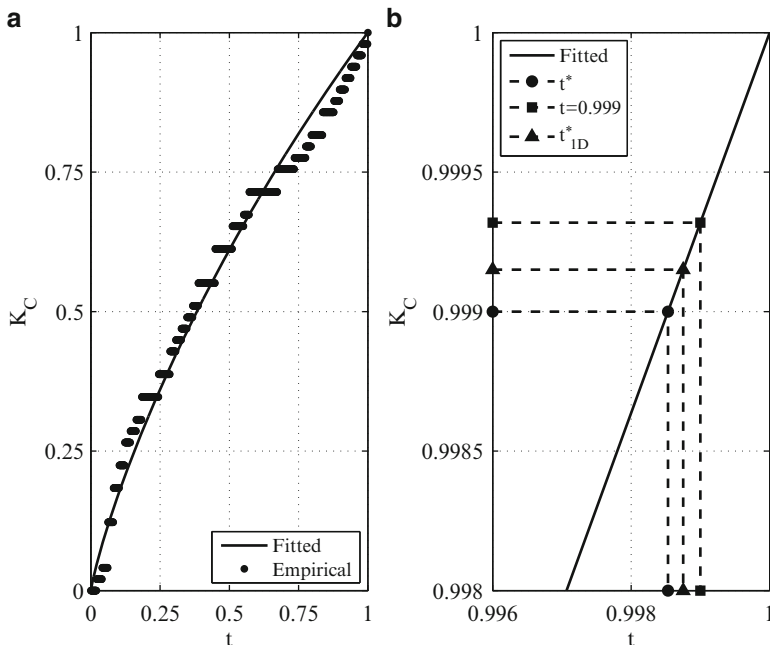 a
1
0.75
0.5
0.25
0
K_C
0 0.25 0.5 0.75 1
t
Fitted
Empirical
b
1
0.9995
0.999
0.9985
0.998
K_C
0.996 0.998 1
t
Fitted
t*
t=0.999
t*_1D